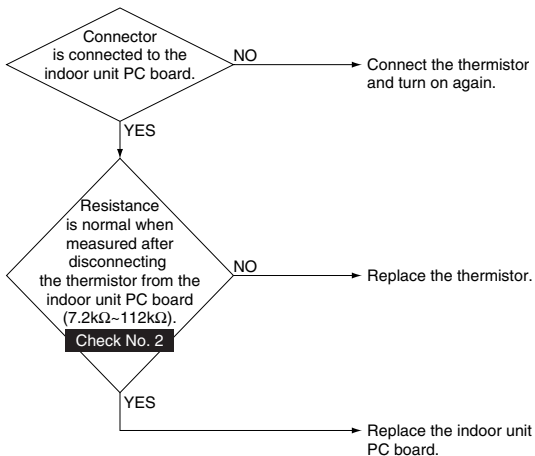 Connector
is connected to the
indoor unit PC board.
NO
Connect the thermistor
and turn on again.
YES
Resistance
is normal when
measured after
disconnecting
the thermistor from the
indoor unit PC board
(7.2kΩ~112kΩ).
Check No. 2
NO
Replace the thermistor.
YES
Replace the indoor unit
PC board.